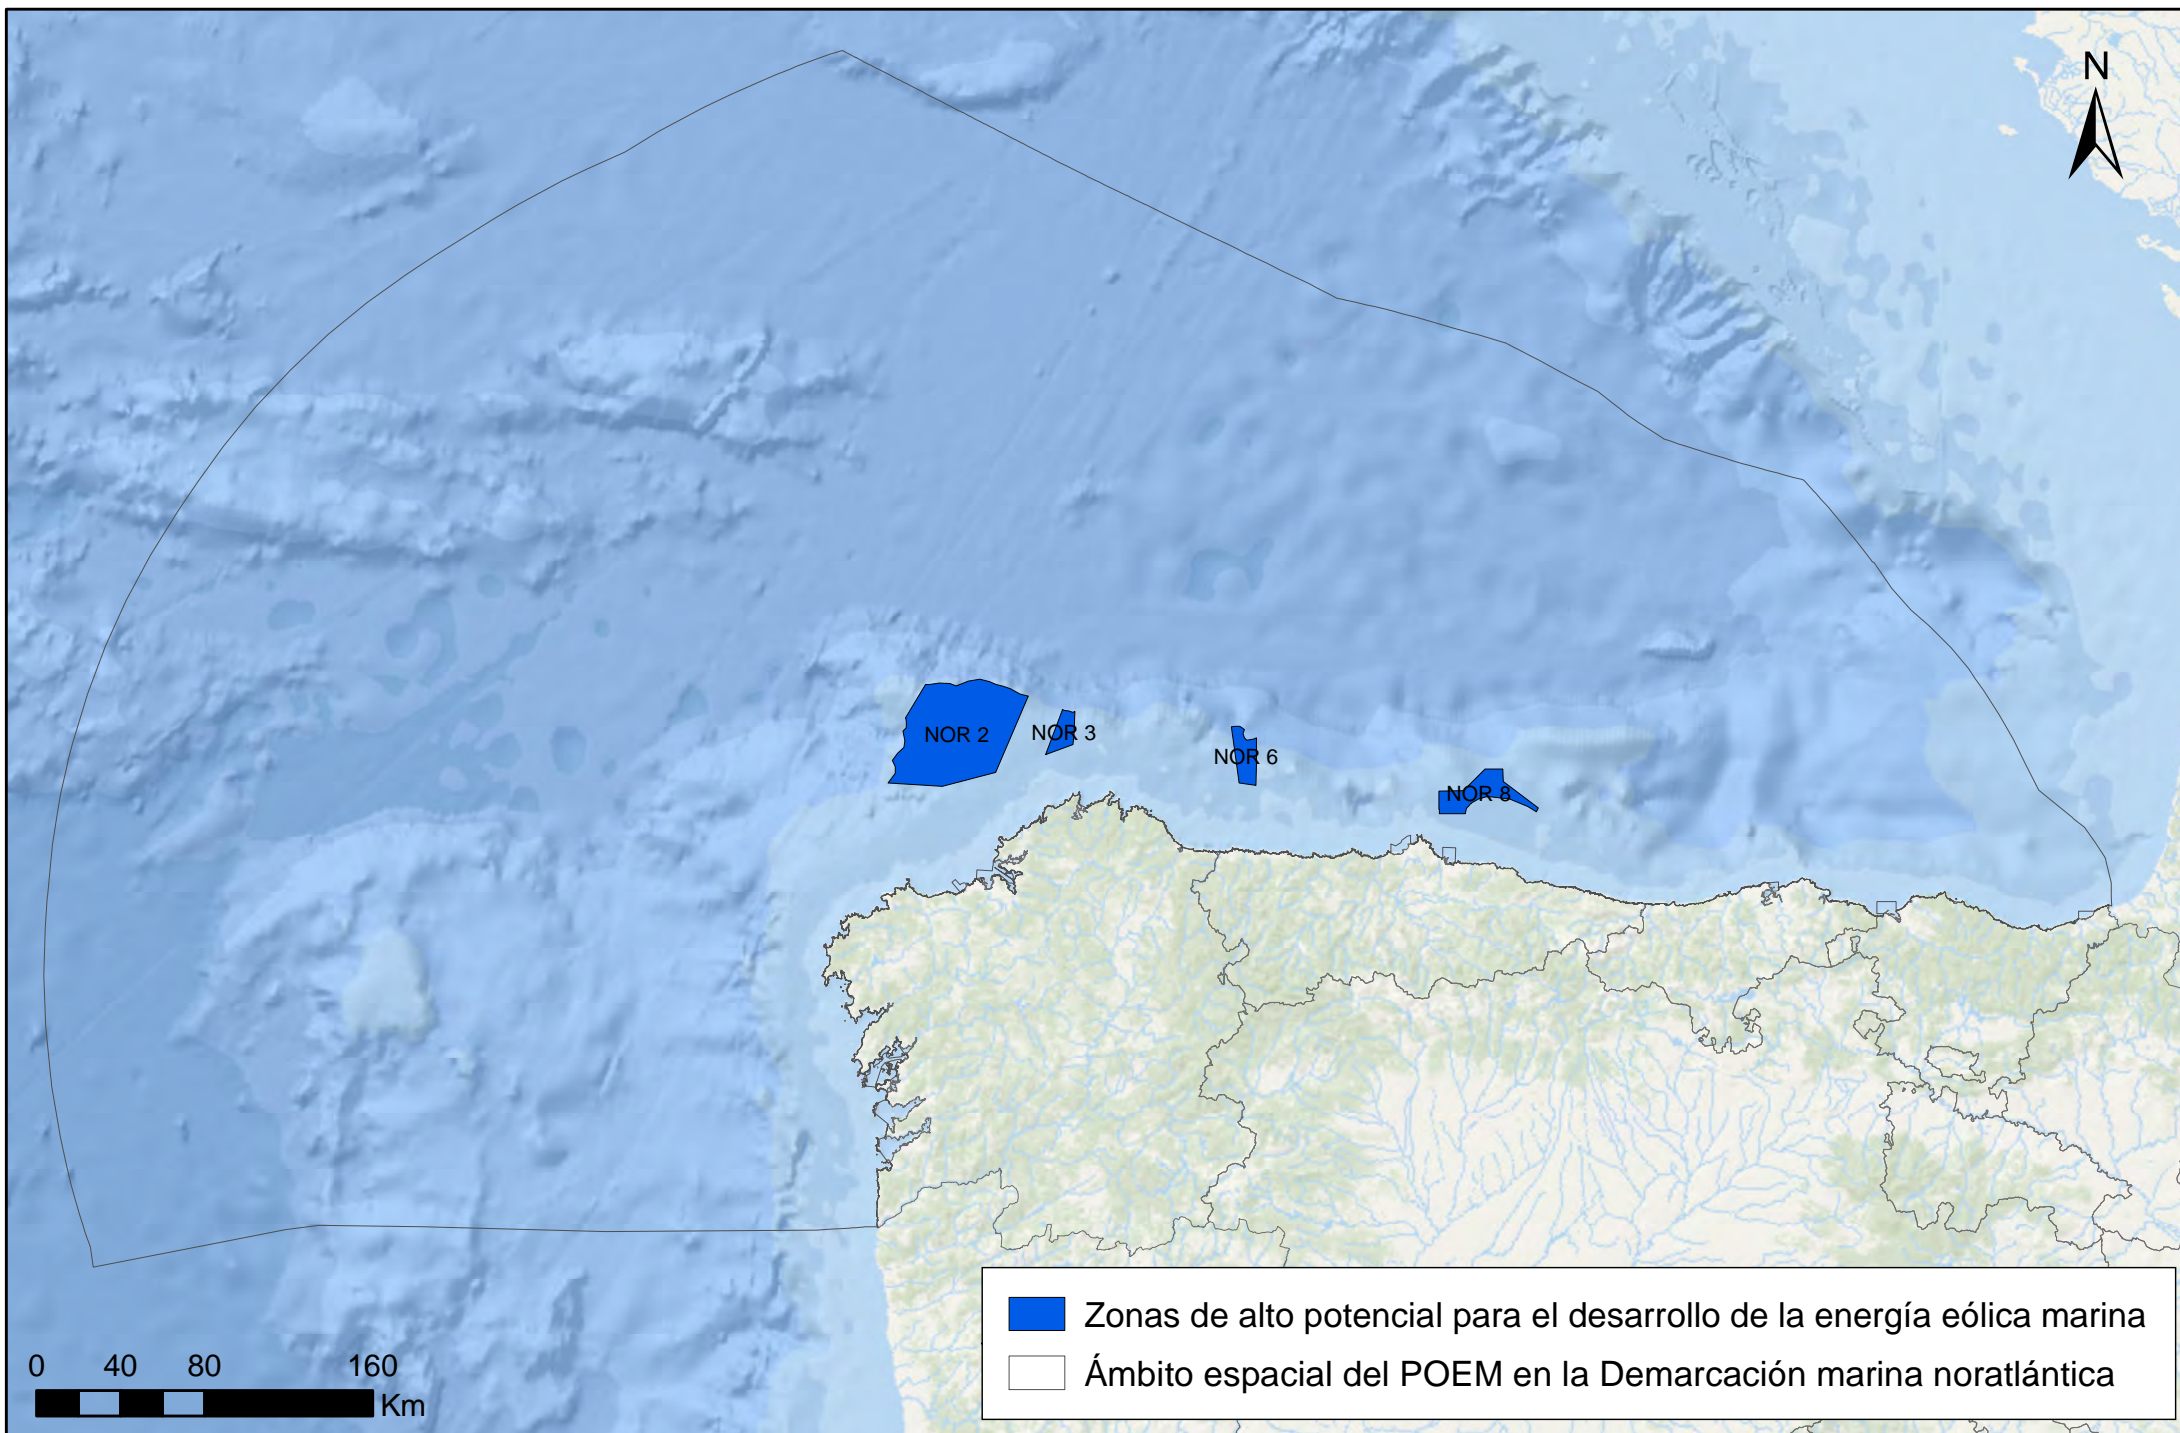 N
NOR 2
NOR 3
NOR 6
NOR 8
0 40 80 160
Km
Zonas de alto potencial para el desarrollo de la energía eólica marina
Ámbito espacial del POEM en la Demarcación marina noratlántica